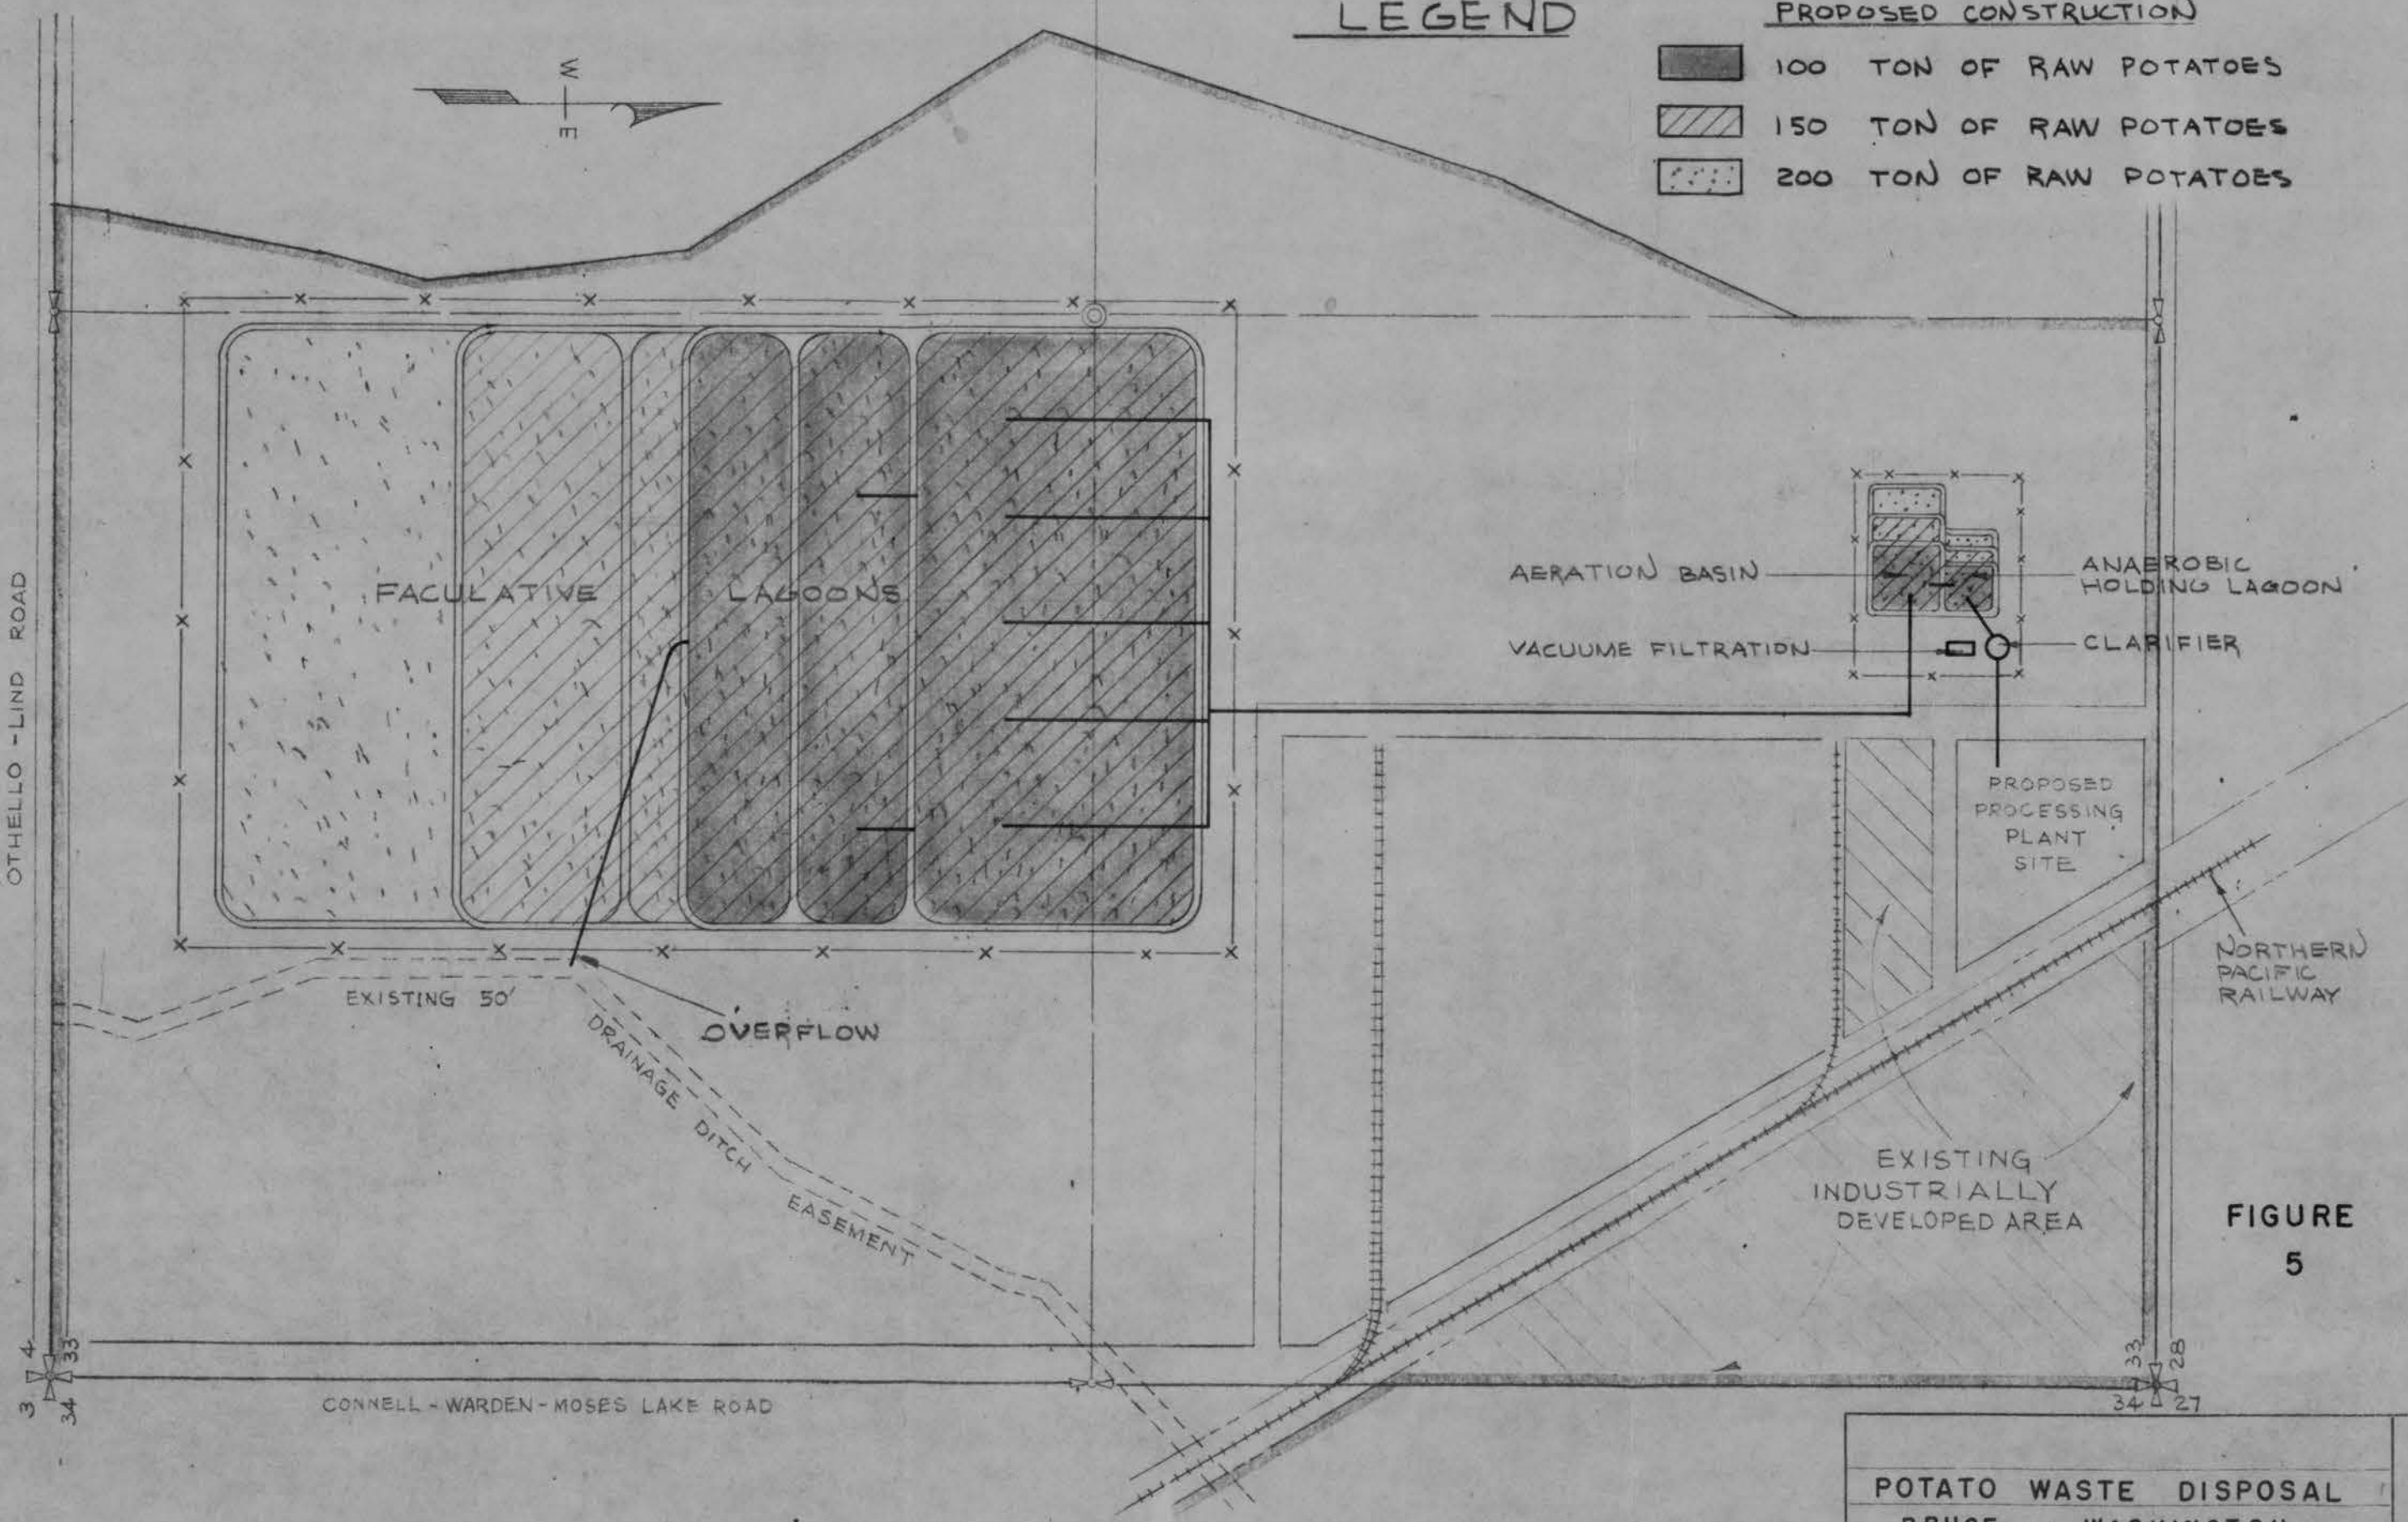 LEGEND
PROPOSED CONSTRUCTION
100 TON OF RAW POTATOES
150 TON OF RAW POTATOES
200 TON OF RAW POTATOES
W
E
OTHELLO - LIND ROAD
FACULATIVE LAGOONS
AERATION BASIN
ANAEROBIC
HOLDING LAGOON
VACUUME FILTRATION
CLARIFIER
PROPOSED
PROCESSING
PLANT
SITE
NORTHERN
PACIFIC
RAILWAY
EXISTING 50'
DRAINAGE DITCH EASEMENT
OVERFLOW
EXISTING
INDUSTRIALLY
DEVELOPED AREA
FIGURE
5
4 33
3 34
33 28
34 27
CONNELL - WARDEN - MOSES LAKE ROAD
POTATO WASTE DISPOSAL
BRUCE WASHINGTON